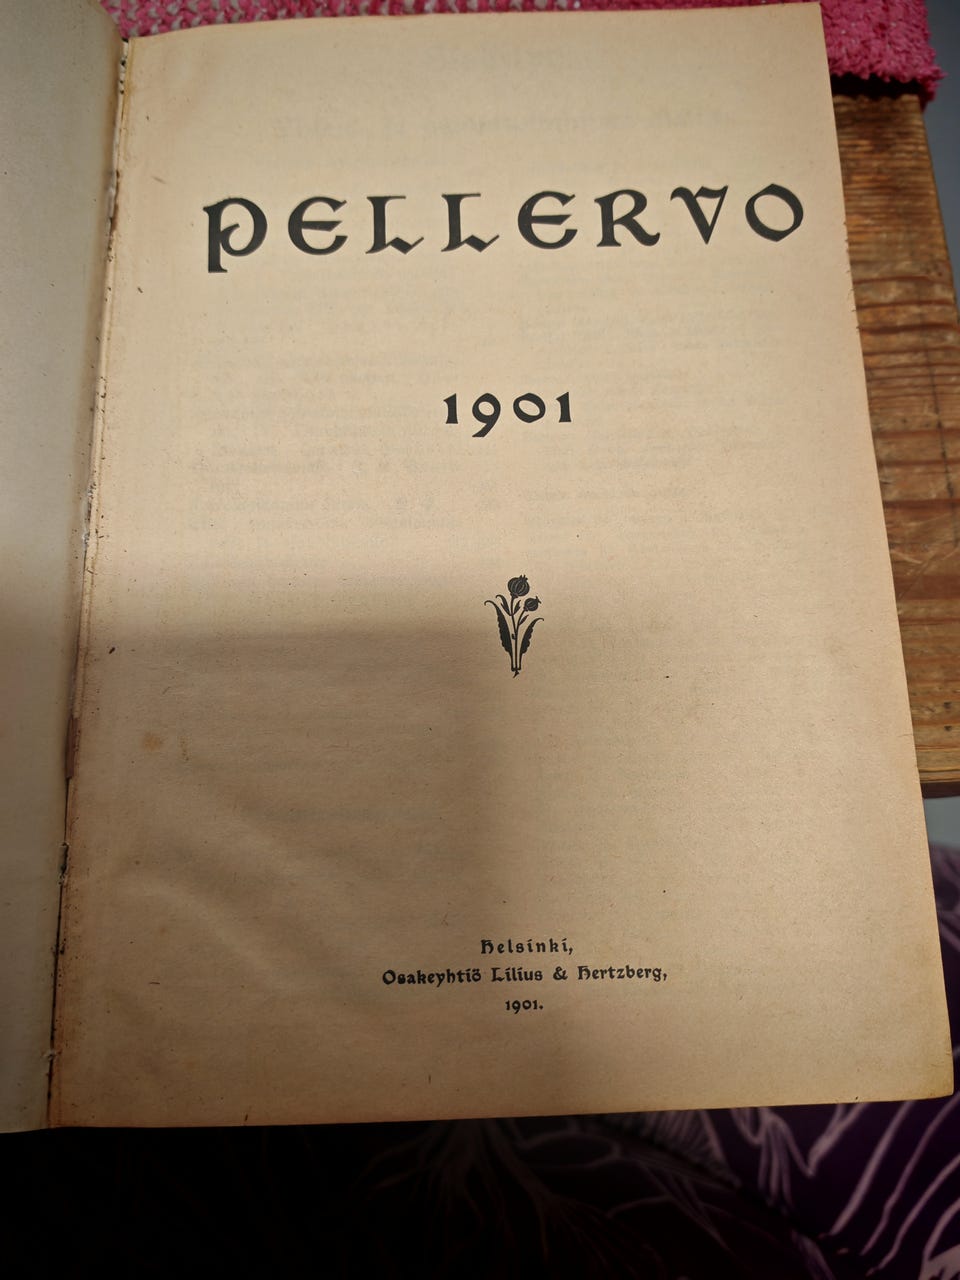 PELLERVO
1901
Helsinki,
Osakeyhtiö Lilius & Hertzberg,
1901.